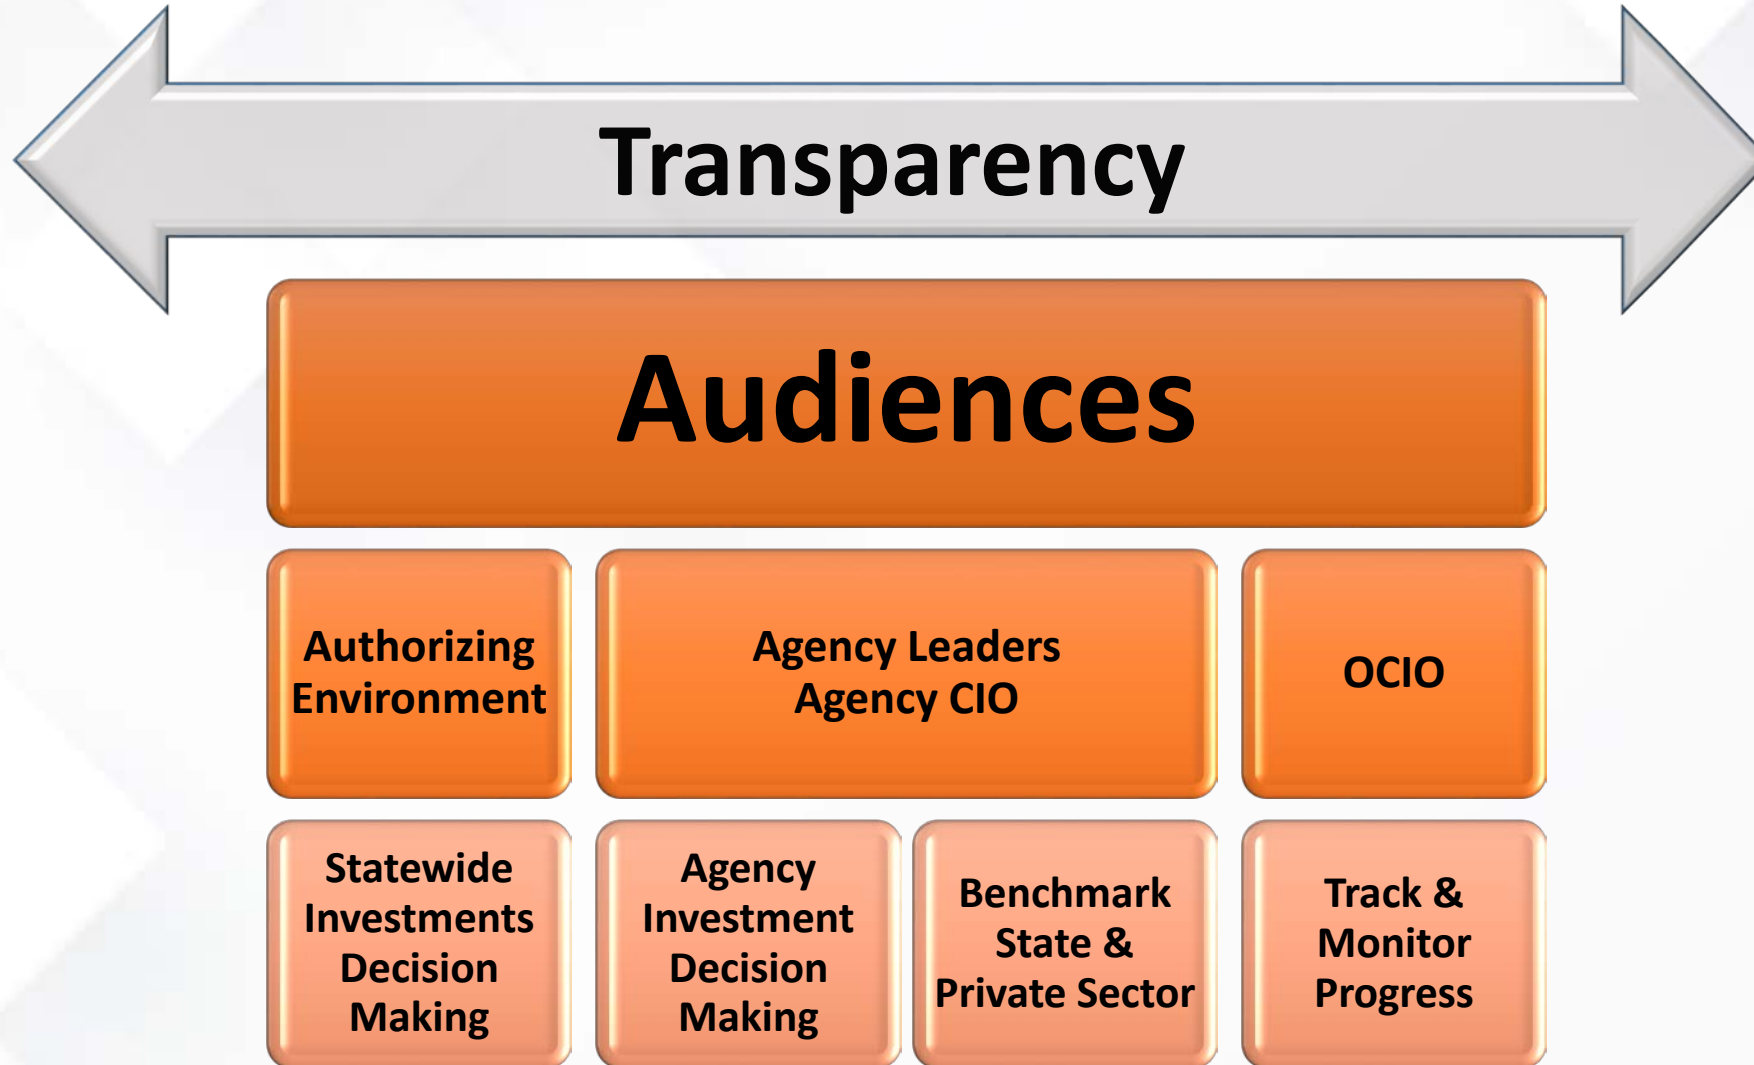 Transparency
Audiences
Authorizing
Environment
Agency Leaders
Agency CIO
OCIO
Statewide
Investments
Decision
Making
Agency
Investment
Decision
Making
Benchmark
State &
Private Sector
Track &
Monitor
Progress